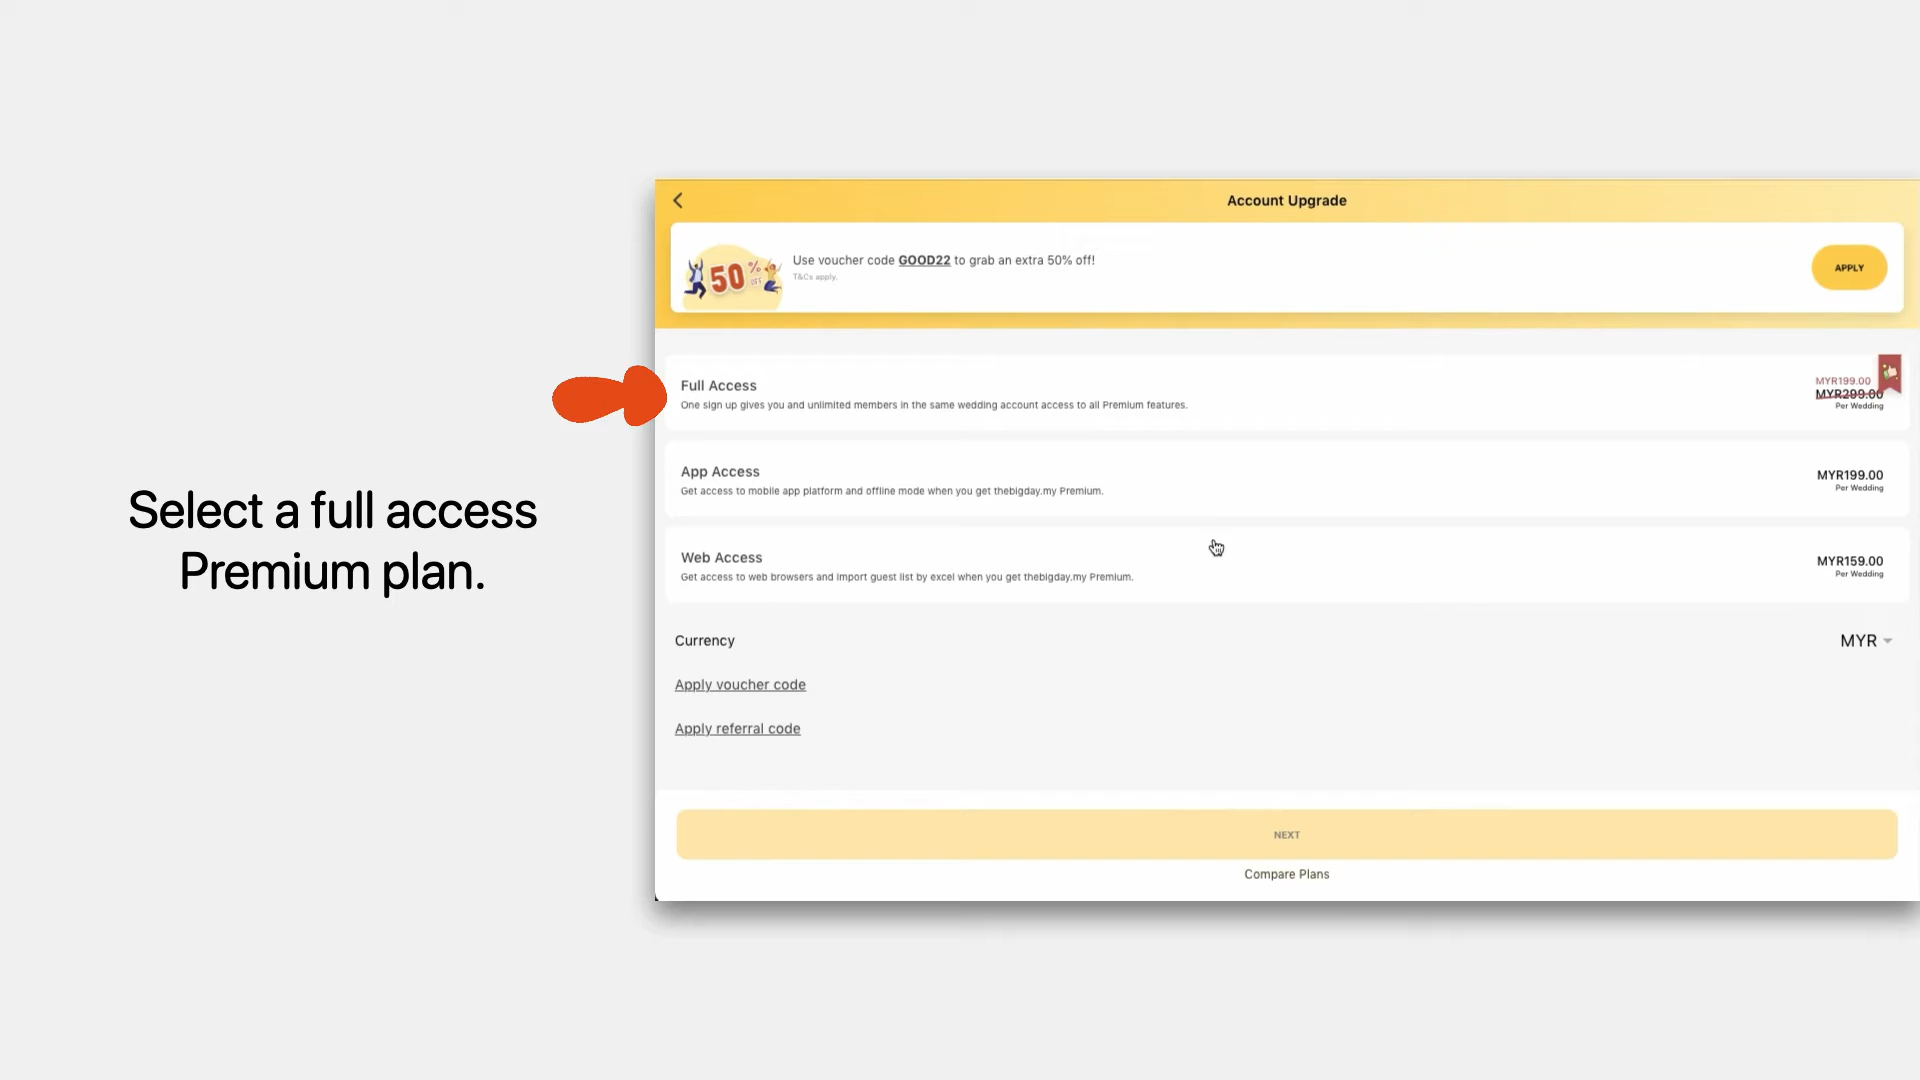 Select a full access
Premium plan.
Account Upgrade
50% OFF
Use voucher code GOOD22 to grab an extra 50% off!
T&Cs apply.
APPLY
Full Access
One sign up gives you and unlimited members in the same wedding account access to all Premium features.
MYR199.00
MYR299.00
Per Wedding
App Access
Get access to mobile app platform and offline mode when you get thebigday.my Premium.
MYR199.00
Per Wedding
Web Access
Get access to web browsers and import guest list by excel when you get thebigday.my Premium.
MYR159.00
Per Wedding
Currency
MYR
Apply voucher code
Apply referral code
NEXT
Compare Plans